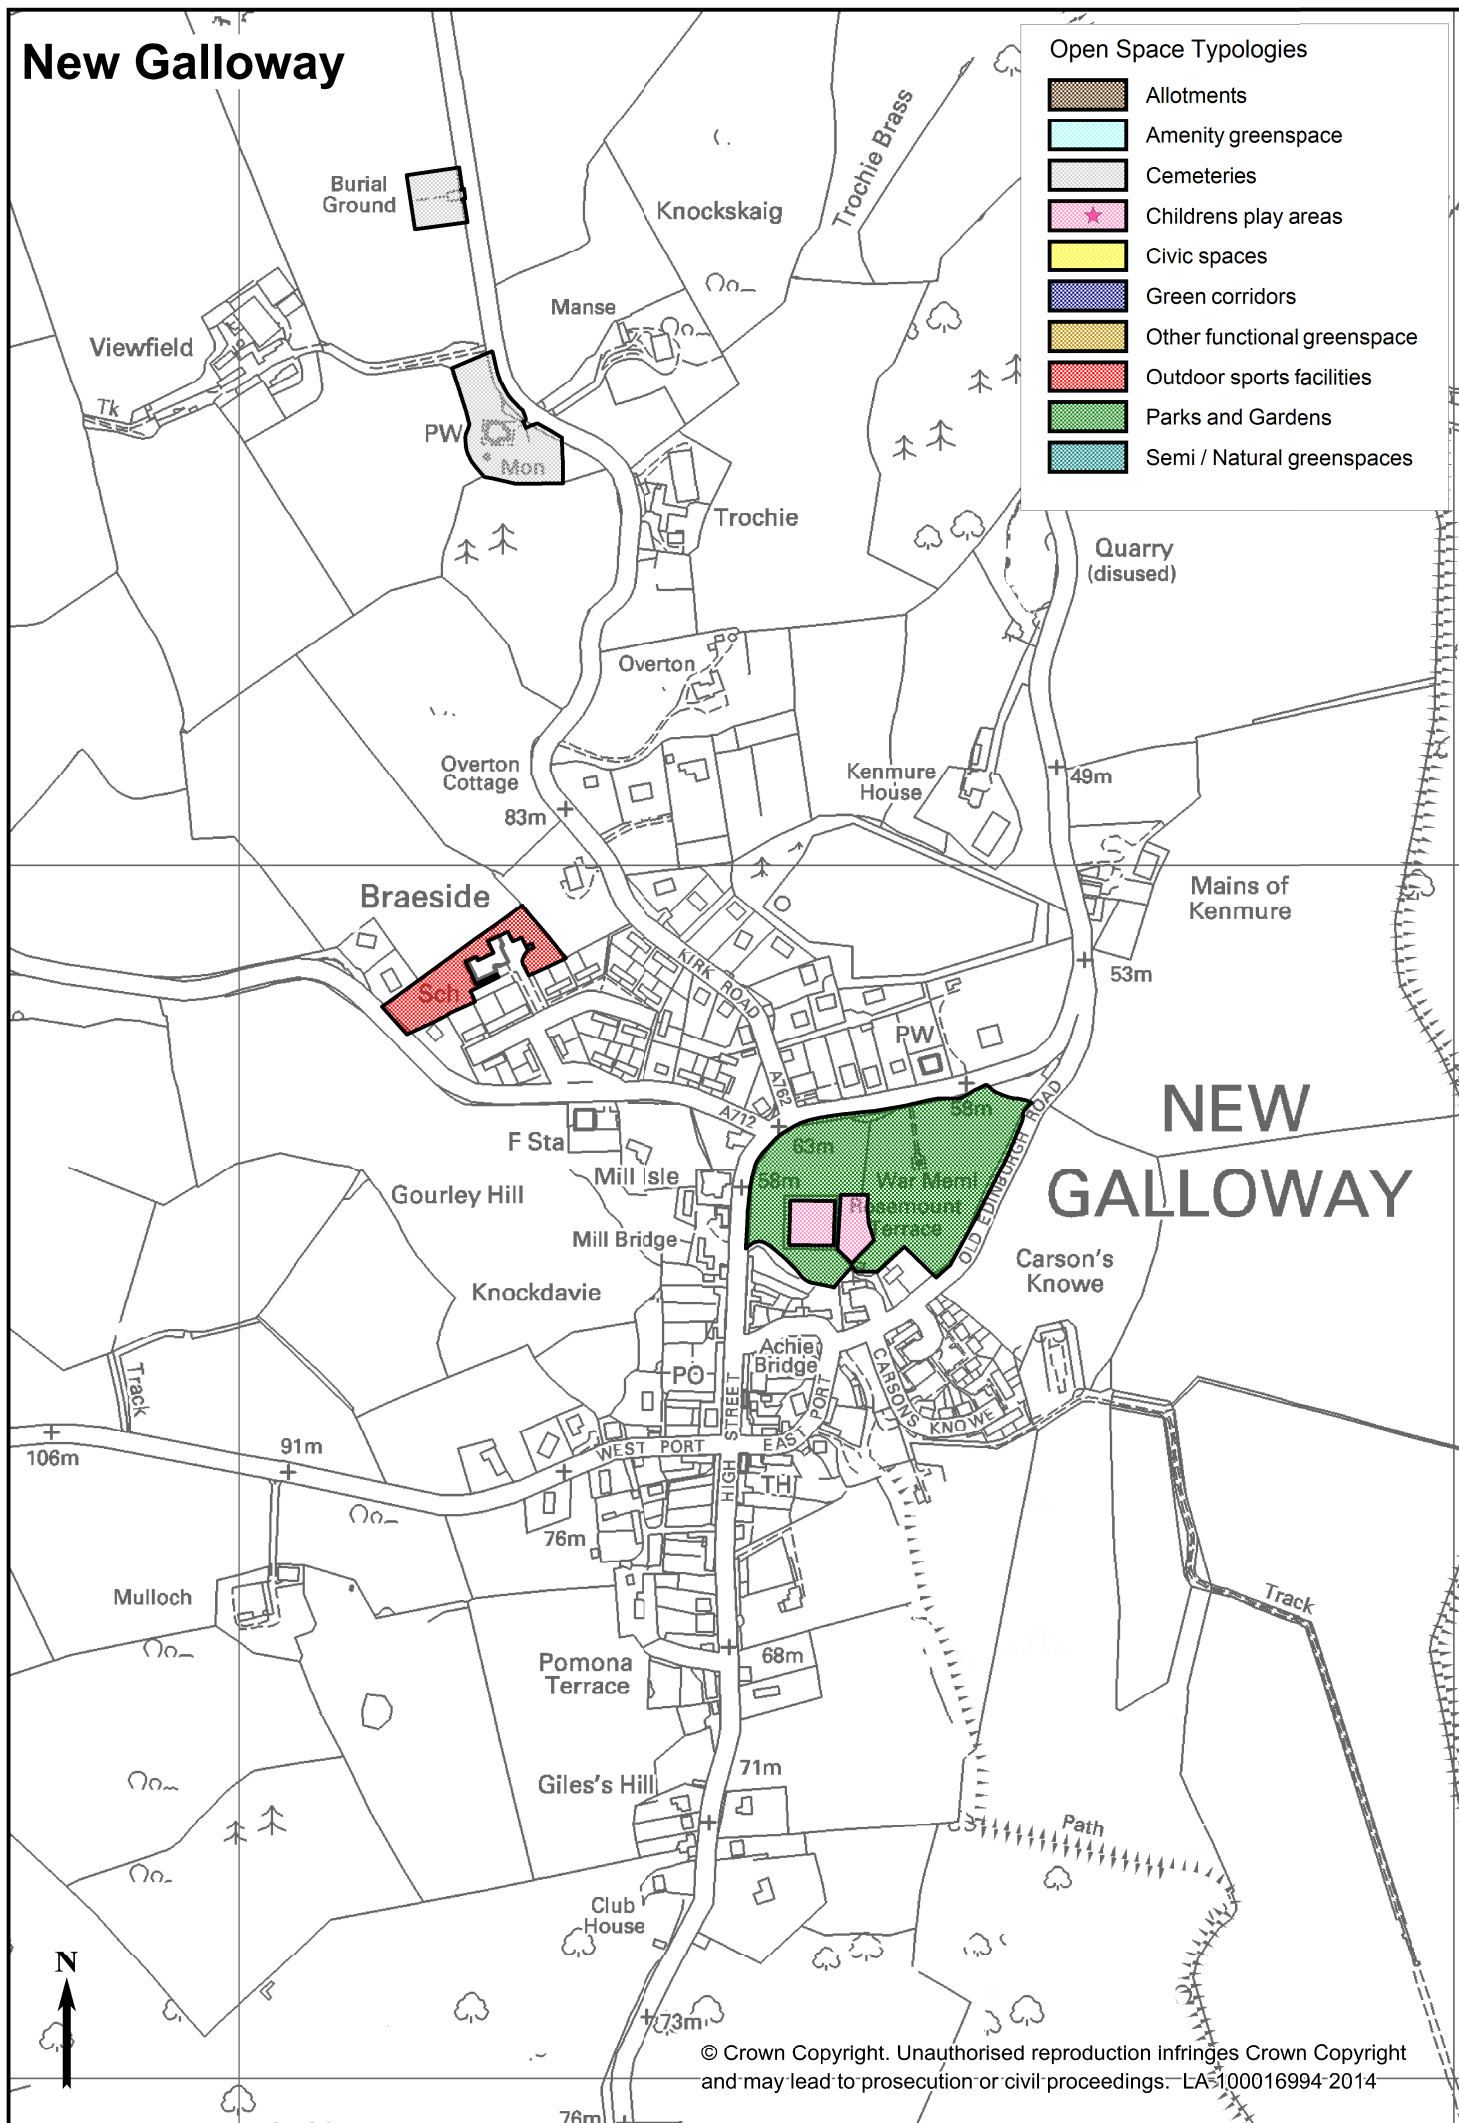 New Galloway
Open Space Typologies
Allotments
Amenity greenspace
Cemeteries
Childrens play areas
Civic spaces
Green corridors
Other functional greenspace
Outdoor sports facilities
Parks and Gardens
Semi / Natural greenspaces
Trochie Brass
Burial
Ground
Knockskaig
Manse
Viewfield
Tk
PW
Mon
Trochie
Quarry
(disused)
Overton
Overton
Cottage
Kenmure
House
49m
83m
Braeside
Mains of
Kenmure
KIRK ROAD
53m
Sch
PW
A762
58m
A712
NEW
GALLOWAY
F Sta
63m
OLD EDINBURGH ROAD
Mill Isle
58m
War Meml
Gourley Hill
Rosemount
Terrace
Mill Bridge
Carson's
Knowe
Knockdavie
Achie
Bridge
Track
PO
HIGH STREET
CARSONS KNOWE
EAST PORT
WEST PORT
106m
91m
TH
76m
Mulloch
Track
68m
Pomona
Terrace
71m
Giles's Hill
Path
Club
House
N
73m
© Crown Copyright. Unauthorised reproduction infringes Crown Copyright
and may lead to prosecution or civil proceedings. LA 100016994 2014
76m